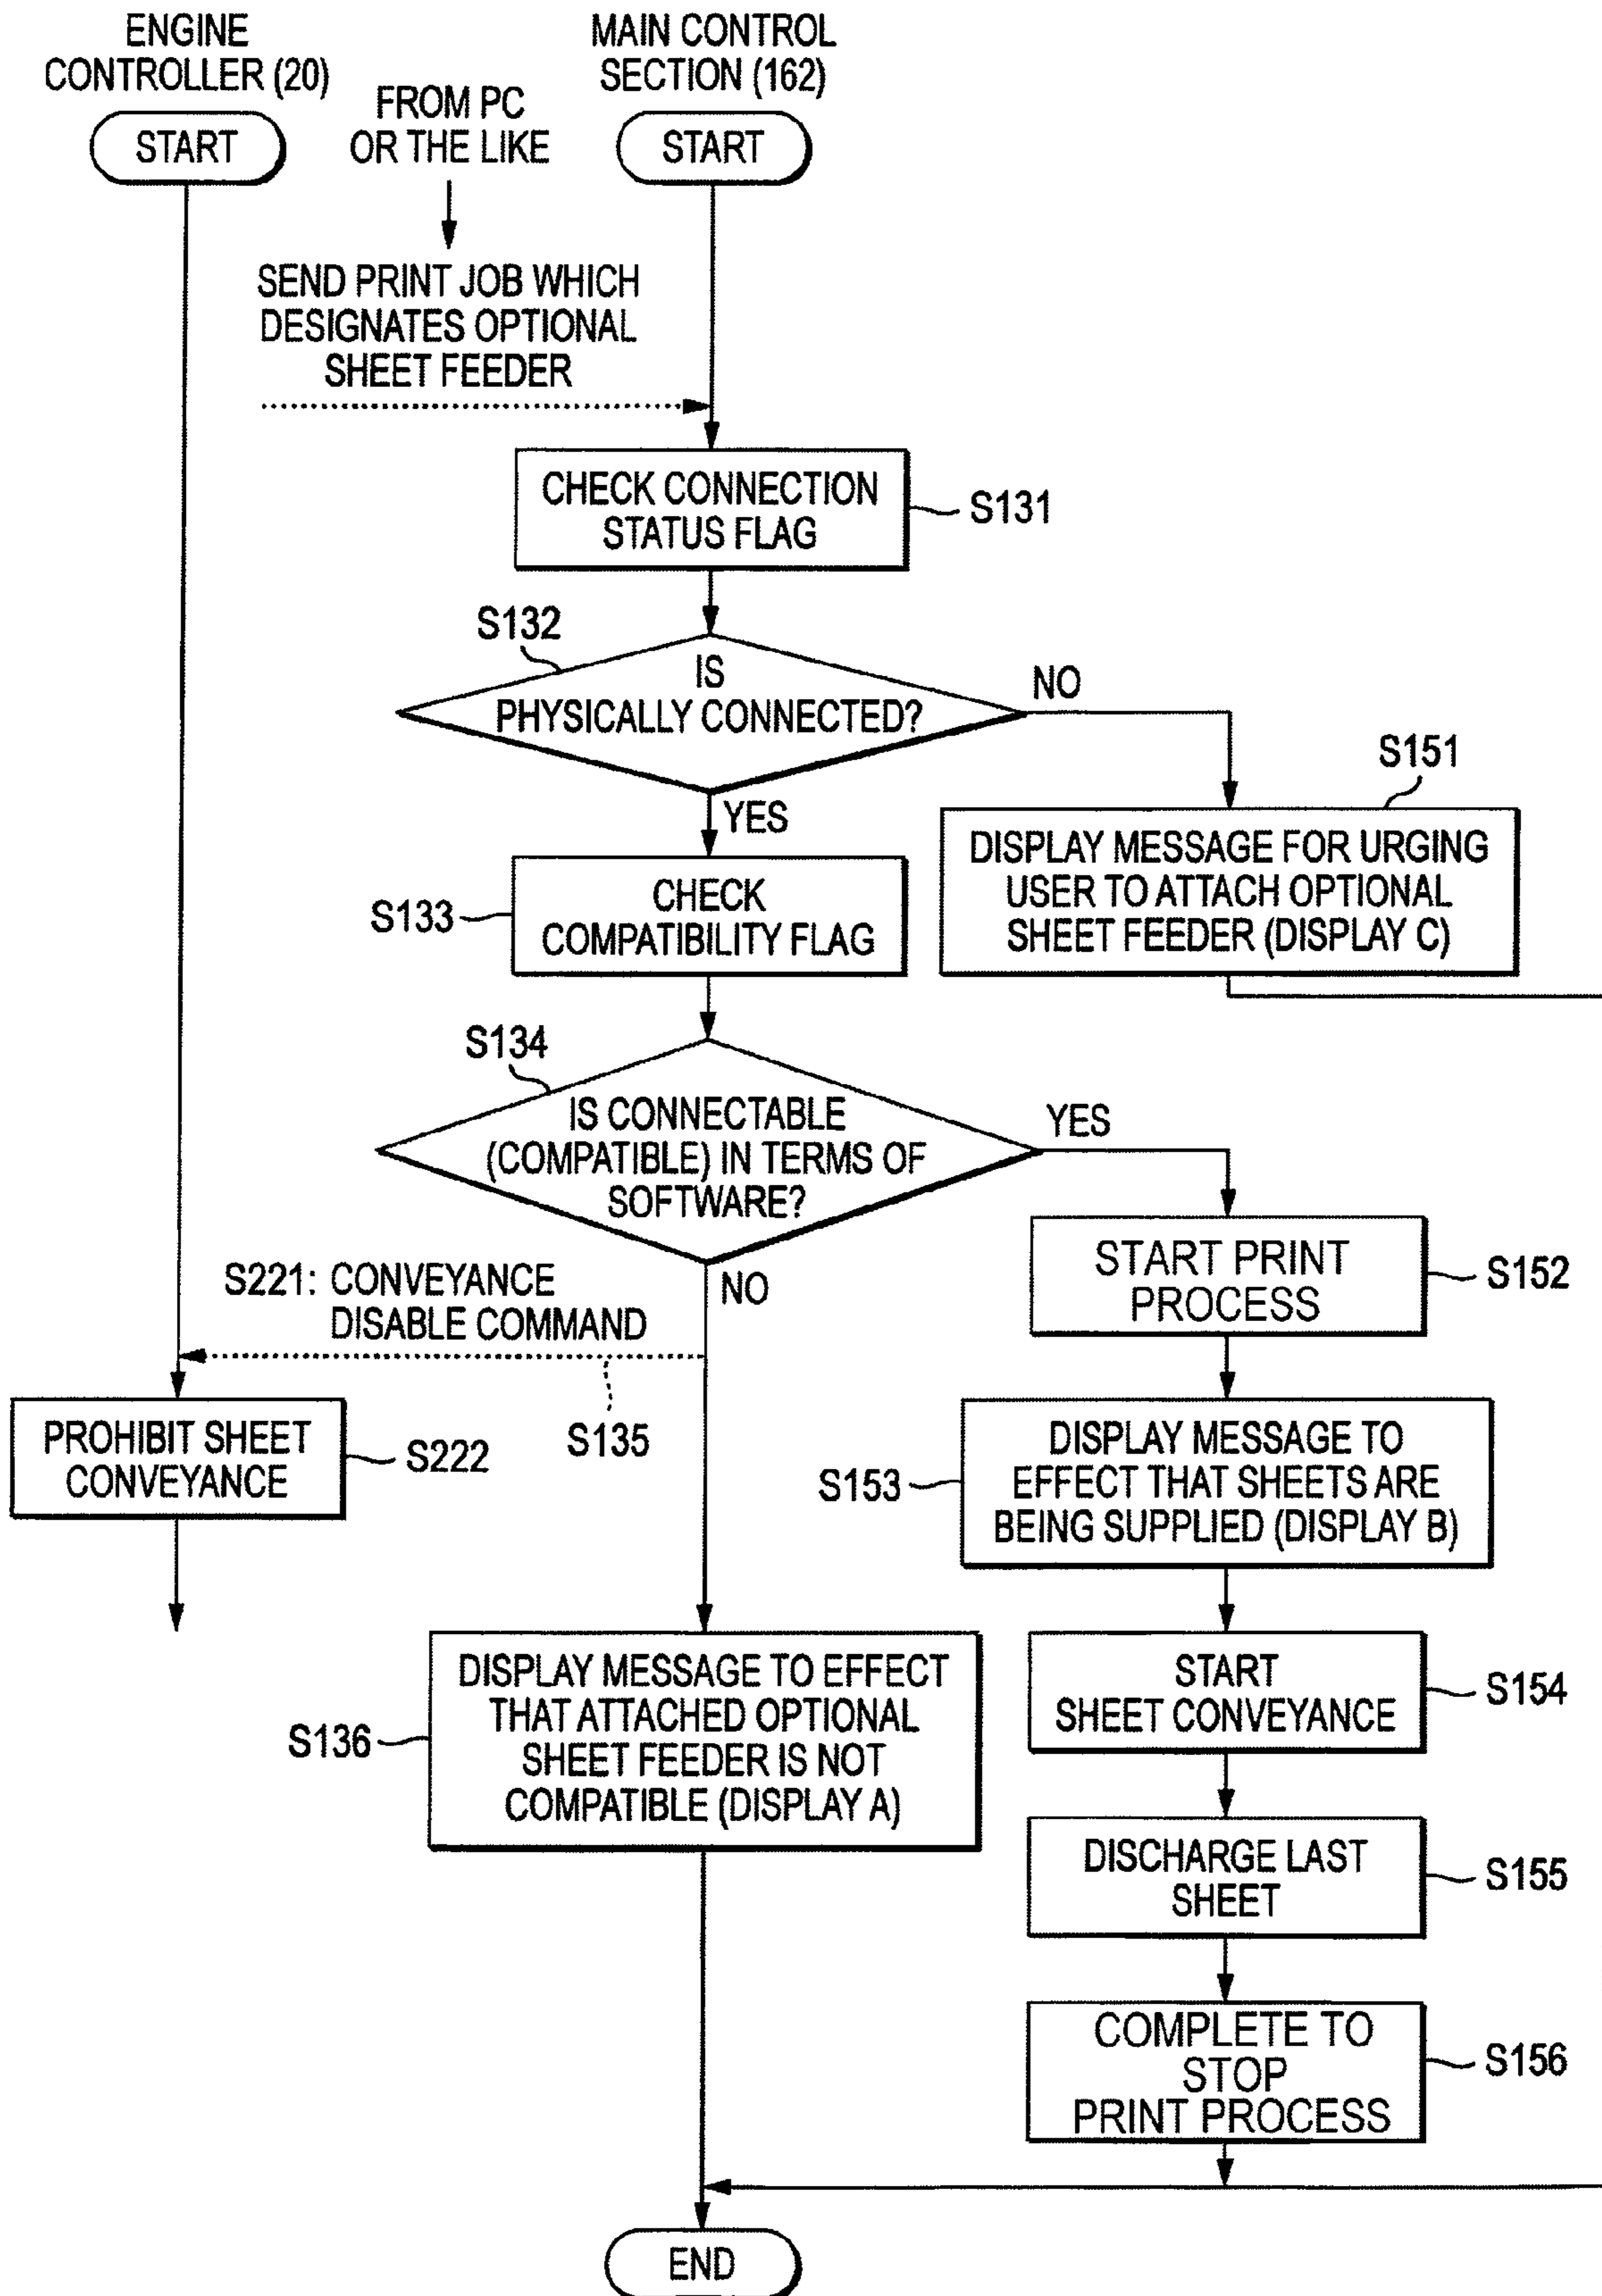 ENGINE
CONTROLLER (20)
START
FROM PC
OR THE LIKE
MAIN CONTROL
SECTION (162)
START
SEND PRINT JOB WHICH
DESIGNATES OPTIONAL
SHEET FEEDER
CHECK CONNECTION
STATUS FLAG
S131
S132
IS
PHYSICALLY CONNECTED?
NO
YES
S151
DISPLAY MESSAGE FOR URGING
USER TO ATTACH OPTIONAL
SHEET FEEDER (DISPLAY C)
S133
CHECK
COMPATIBILITY FLAG
S134
IS CONNECTABLE
(COMPATIBLE) IN TERMS OF
SOFTWARE?
YES
NO
S221: CONVEYANCE
DISABLE COMMAND
S135
PROHIBIT SHEET
CONVEYANCE
S222
START PRINT
PROCESS
S152
S153
DISPLAY MESSAGE TO
EFFECT THAT SHEETS ARE
BEING SUPPLIED (DISPLAY B)
S136
DISPLAY MESSAGE TO EFFECT
THAT ATTACHED OPTIONAL
SHEET FEEDER IS NOT
COMPATIBLE (DISPLAY A)
START
SHEET CONVEYANCE
S154
DISCHARGE LAST
SHEET
S155
COMPLETE TO
STOP
PRINT PROCESS
S156
END